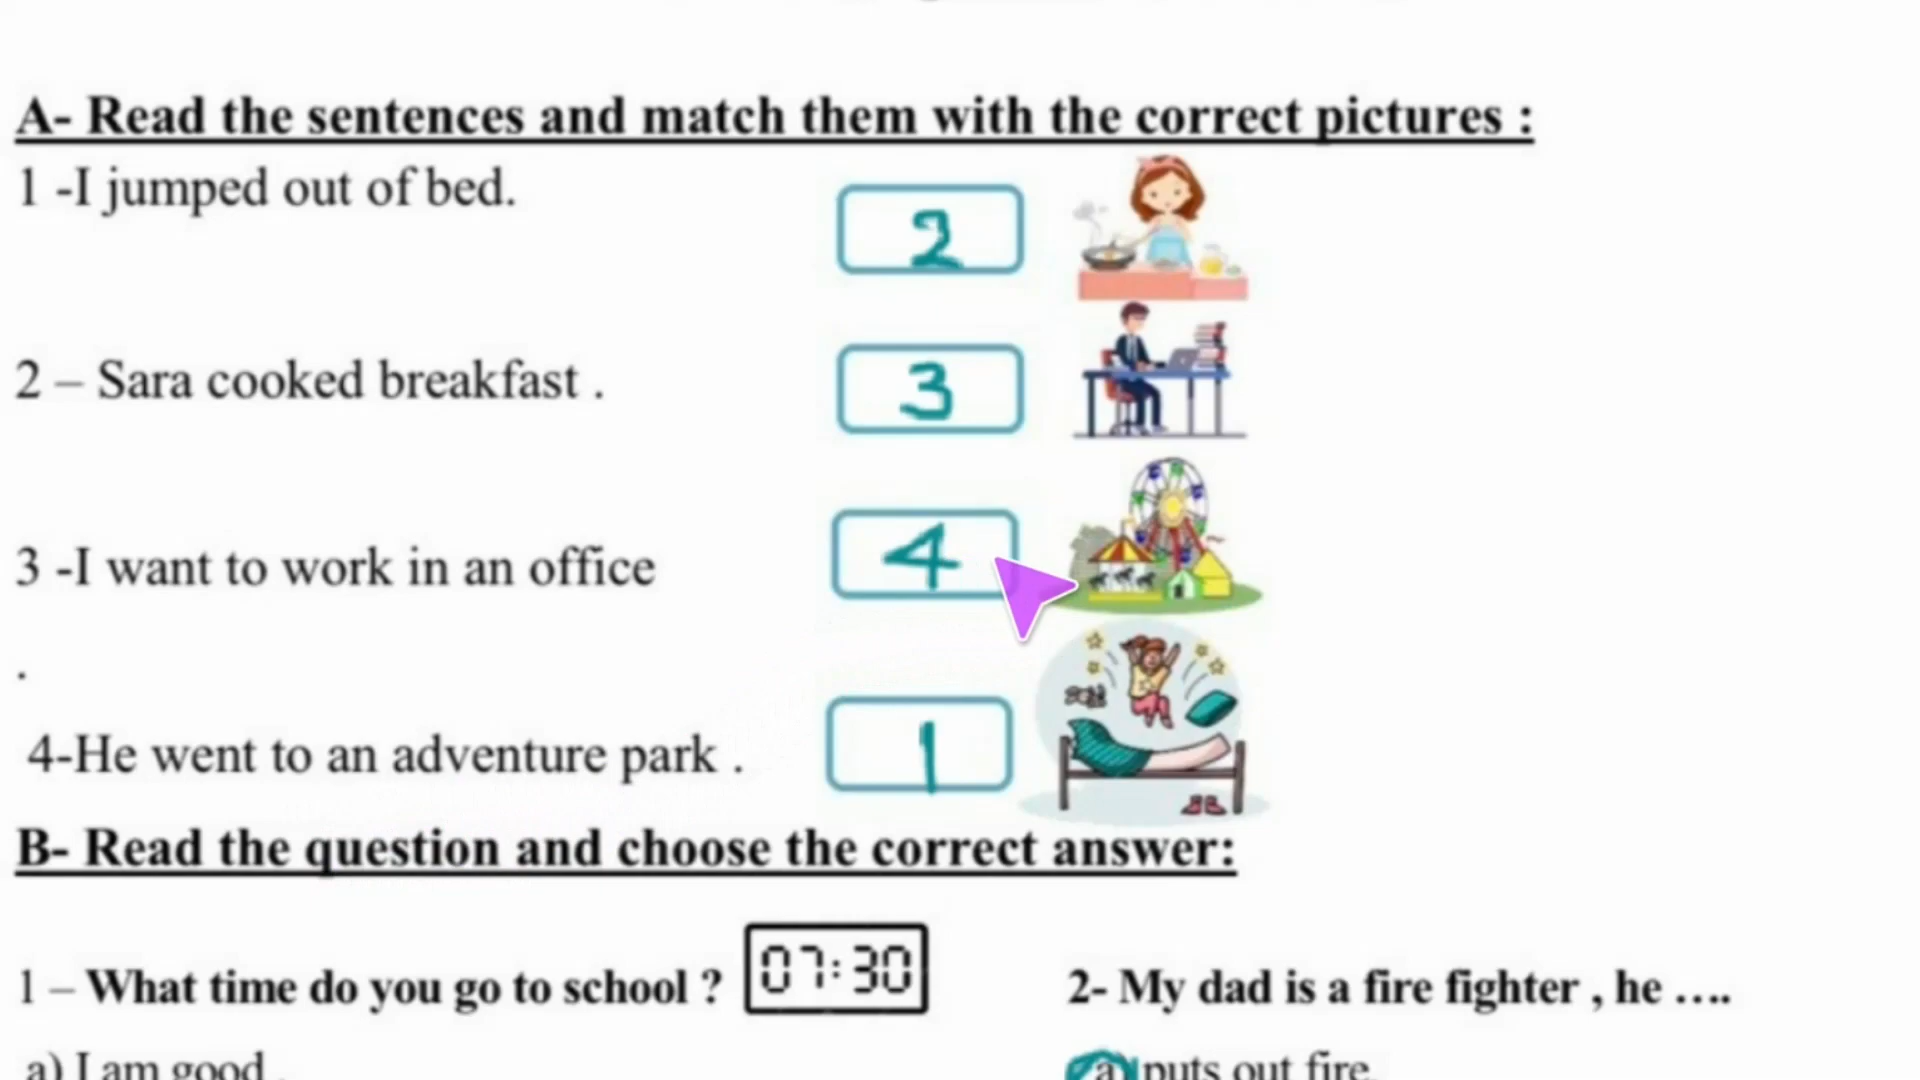 A- Read the sentences and match them with the correct pictures :
1 -I jumped out of bed.
2
2 – Sara cooked breakfast .
3
3 -I want to work in an office
4
.
4-He went to an adventure park .
1
B- Read the question and choose the correct answer:
1 – What time do you go to school ? 07:30
a) I am good .
2- My dad is a fire fighter , he ....
a) puts out fire.